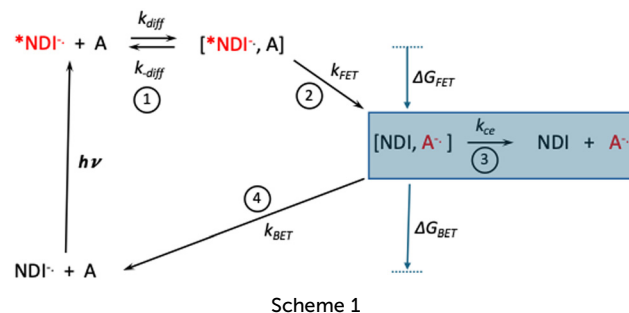 k_diff
*NDI⁻· + A [*NDI⁻·, A]
k_-diff
1
k_FET
2
ΔG_FET
[NDI, A⁻·] k_ce NDI + A⁻·
3
hν
4
k_BET
ΔG_BET
NDI⁻· + A
Scheme 1